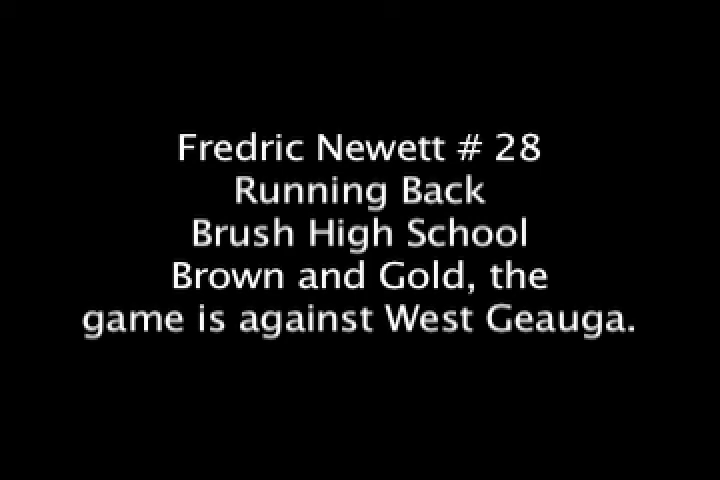 Fredric Newett # 28
Running Back
Brush High School
Brown and Gold, the
game is against West Geauga.